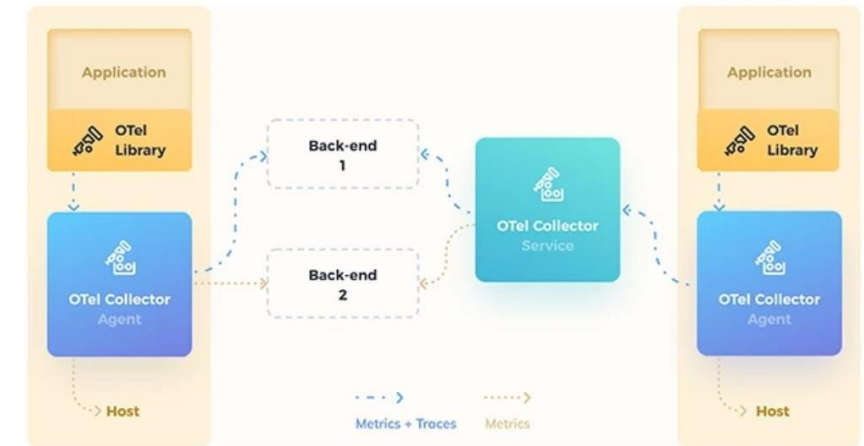 Application
OTel
Library
OTel Collector
Agent
Host
Back-end
1
Back-end
2
OTel Collector
Service
Metrics + Traces
Metrics
Application
OTel
Library
OTel Collector
Agent
Host